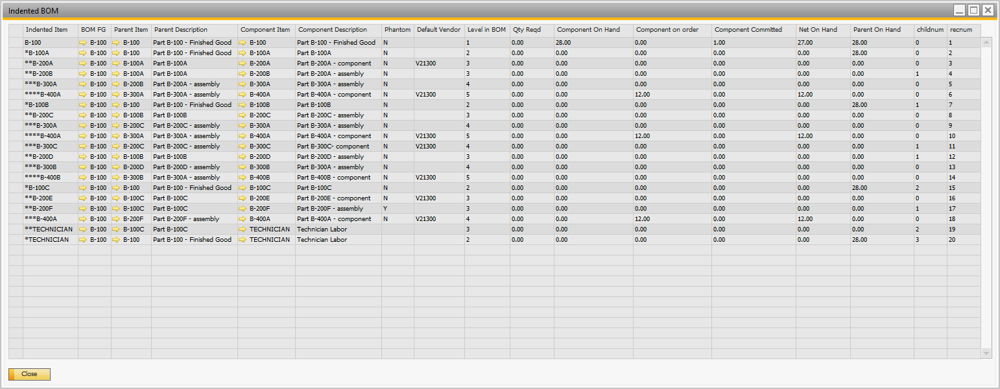 Indented BOM
Indented Item BOM FG Parent Item Parent Description Component Item Component Description Phantom Default Vendor Level in BOM Qty Reqd Component On Hand Component on order Component Committed Net On Hand Parent On Hand childnum recnum
B-100 B-100 B-100 Part B-100 - Finished Good B-100 Part B-100 - Finished Good N 1 0.00 28.00 0.00 1.00 27.00 28.00 0 1
*B-100A B-100 B-100 Part B-100 - Finished Good B-100A Part B-100A N 2 0.00 0.00 0.00 0.00 0.00 28.00 0 2
**B-200A B-100 B-100A Part B-100A B-200A Part B-200A - component N V21300 3 0.00 0.00 0.00 0.00 0.00 0.00 0 3
**B-200B B-100 B-100A Part B-100A B-200B Part B-200A - assembly N 3 0.00 0.00 0.00 0.00 0.00 0.00 1 4
***B-300A B-100 B-200B Part B-200A - assembly B-300A Part B-300A - assembly N 4 0.00 0.00 0.00 0.00 0.00 0.00 0 5
****B-400A B-100 B-300A Part B-300A - assembly B-400A Part B-400A - component N V21300 5 0.00 0.00 12.00 0.00 12.00 0.00 0 6
*B-100B B-100 B-100 Part B-100 - Finished Good B-100B Part B-100B N 2 0.00 0.00 0.00 0.00 0.00 28.00 1 7
**B-200C B-100 B-100B Part B-100B B-200C Part B-200C - assembly N 3 0.00 0.00 0.00 0.00 0.00 0.00 0 8
***B-300A B-100 B-200C Part B-200C - assembly B-300A Part B-300A - assembly N 4 0.00 0.00 0.00 0.00 0.00 0.00 0 9
****B-400A B-100 B-300A Part B-300A - assembly B-400A Part B-400A - component N V21300 5 0.00 0.00 12.00 0.00 12.00 0.00 0 10
***B-300C B-100 B-200C Part B-200C - assembly B-300C Part B-300C- component N V21300 4 0.00 0.00 0.00 0.00 0.00 0.00 1 11
**B-200D B-100 B-100B Part B-100B B-200D Part B-200D - assembly N 3 0.00 0.00 0.00 0.00 0.00 0.00 1 12
***B-300B B-100 B-200D Part B-200D - assembly B-300B Part B-300A - assembly N 4 0.00 0.00 0.00 0.00 0.00 0.00 0 13
****B-400B B-100 B-300B Part B-300A - assembly B-400B Part B-400B - component N V21300 5 0.00 0.00 0.00 0.00 0.00 0.00 0 14
*B-100C B-100 B-100 Part B-100 - Finished Good B-100C Part B-100C N 2 0.00 0.00 0.00 0.00 0.00 28.00 2 15
**B-200E B-100 B-100C Part B-100C B-200E Part B-200E - component N V21300 3 0.00 0.00 0.00 0.00 0.00 0.00 0 16
**B-200F B-100 B-100C Part B-100C B-200F Part B-200F - assembly Y 3 0.00 0.00 0.00 0.00 0.00 0.00 1 17
***B-400A B-100 B-200F Part B-200F - assembly B-400A Part B-400A - component N V21300 4 0.00 0.00 12.00 0.00 12.00 0.00 0 18
**TECHNICIAN B-100 B-100C Part B-100C TECHNICIAN Technician Labor 3 0.00 0.00 0.00 0.00 0.00 0.00 2 19
*TECHNICIAN B-100 B-100 Part B-100 - Finished Good TECHNICIAN Technician Labor 2 0.00 0.00 0.00 0.00 0.00 28.00 3 20
Close